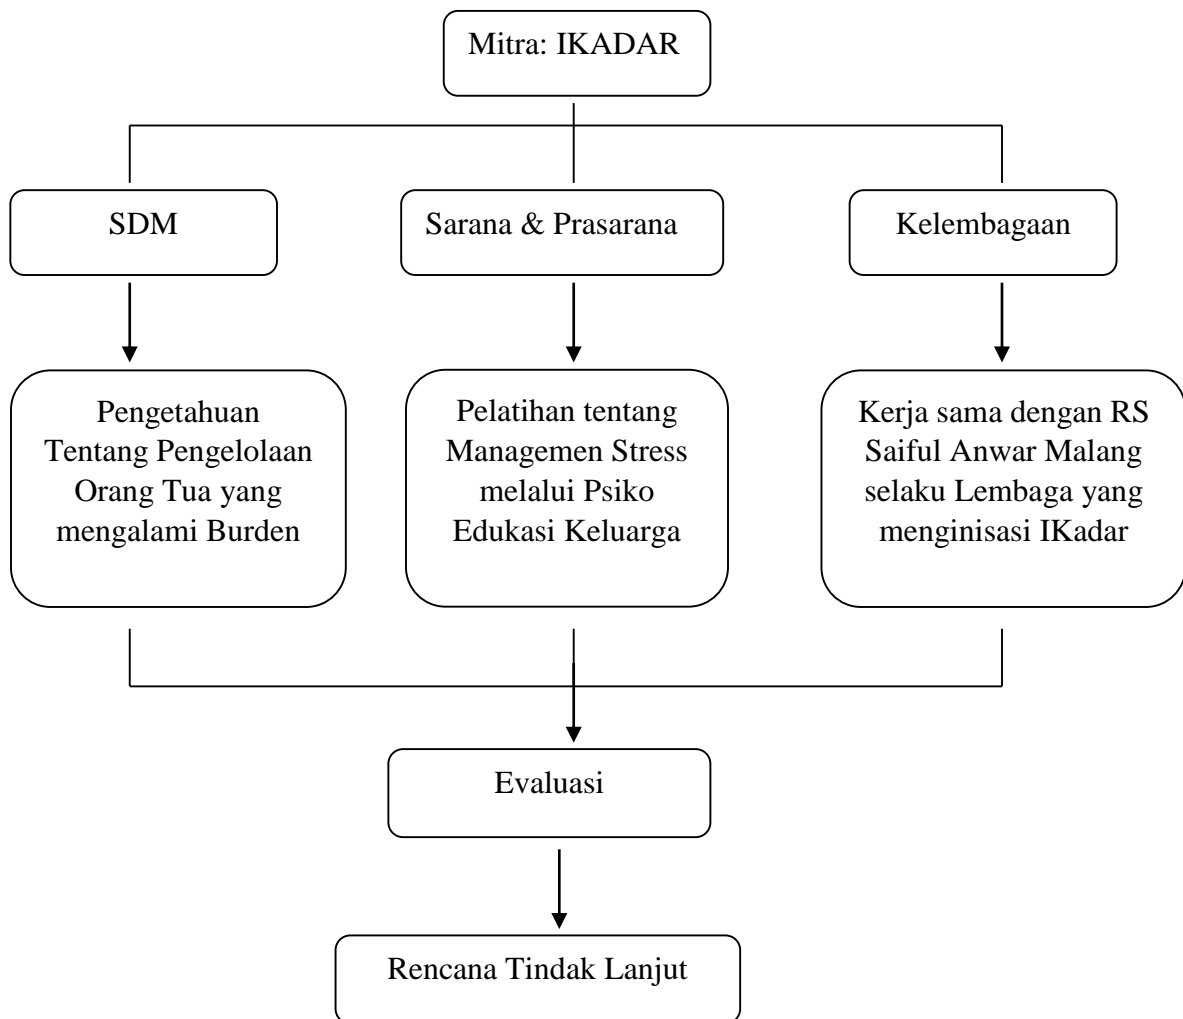 Mitra: IKADAR
SDM
Sarana & Prasarana
Kelembagaan
Pengetahuan
Tentang Pengelolaan
Orang Tua yang
mengalami Burden
Pelatihan tentang
Managemen Stress
melalui Psiko
Edukasi Keluarga
Kerja sama dengan RS
Saiful Anwar Malang
selaku Lembaga yang
menginisasi IKadar
Evaluasi
Rencana Tindak Lanjut